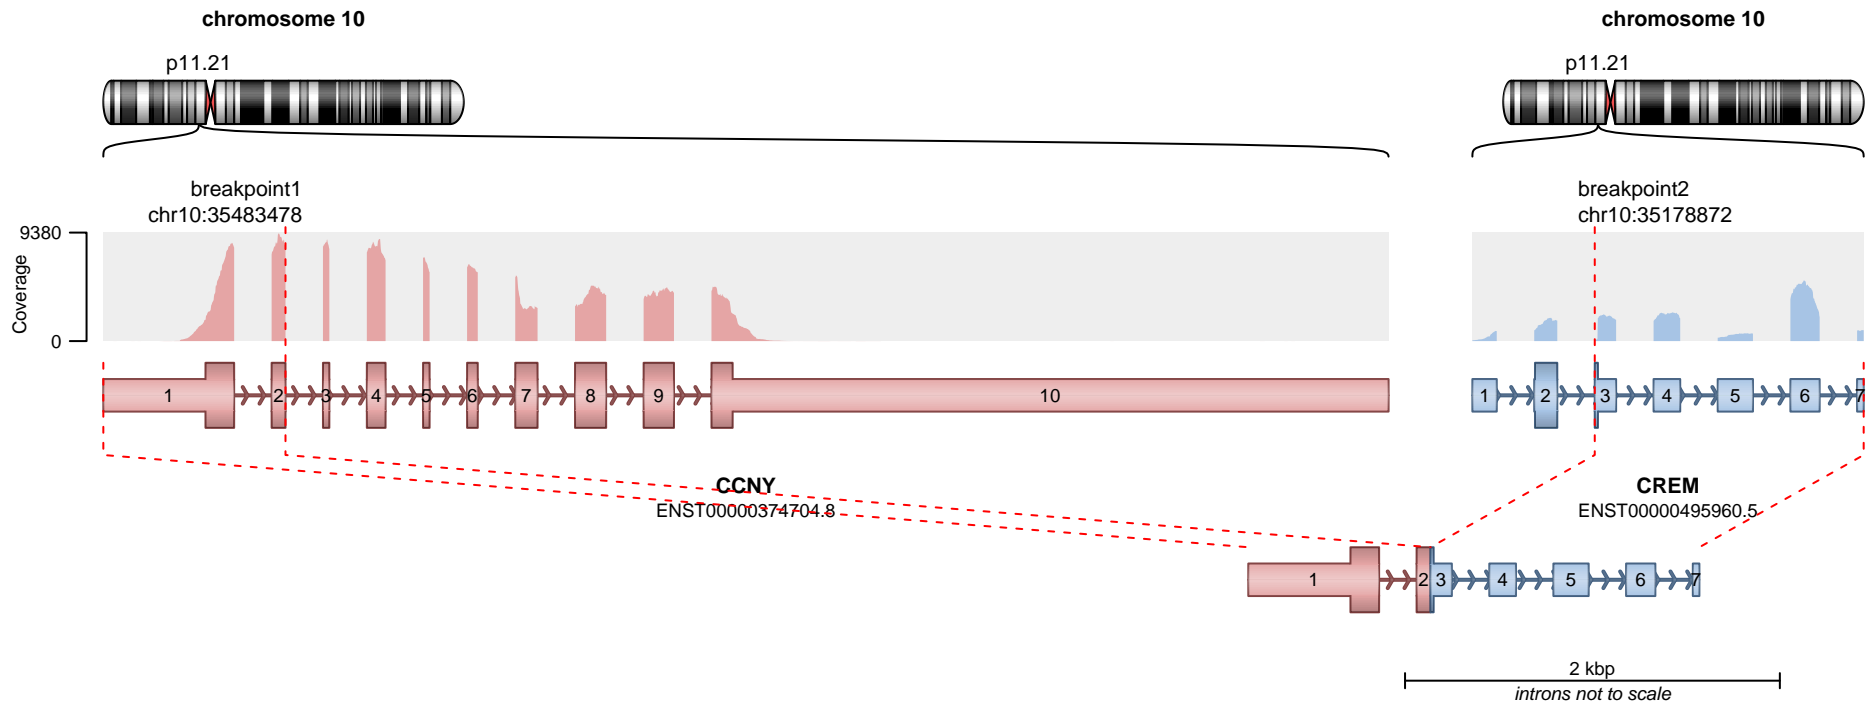 chromosome 10
chromosome 10
p11.21
p11.21
breakpoint1
chr10:35483478
breakpoint2
chr10:35178872
9380
Coverage
0
1 2 3 4 5 6 7 8 9 10
1 2 3 4 5 6 7
CCNY
ENST00000374704.8
CREM
ENST00000495960.5
1 2 3 4 5 6 7
2 kbp
introns not to scale